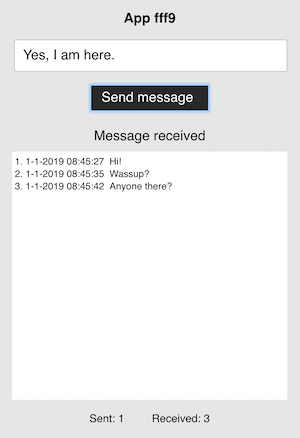 App fff9
Yes, I am here.
Send message
Message received
1. 1-1-2019 08:45:27 Hi!
2. 1-1-2019 08:45:35 Wassup?
3. 1-1-2019 08:45:42 Anyone there?
Sent: 1 Received: 3